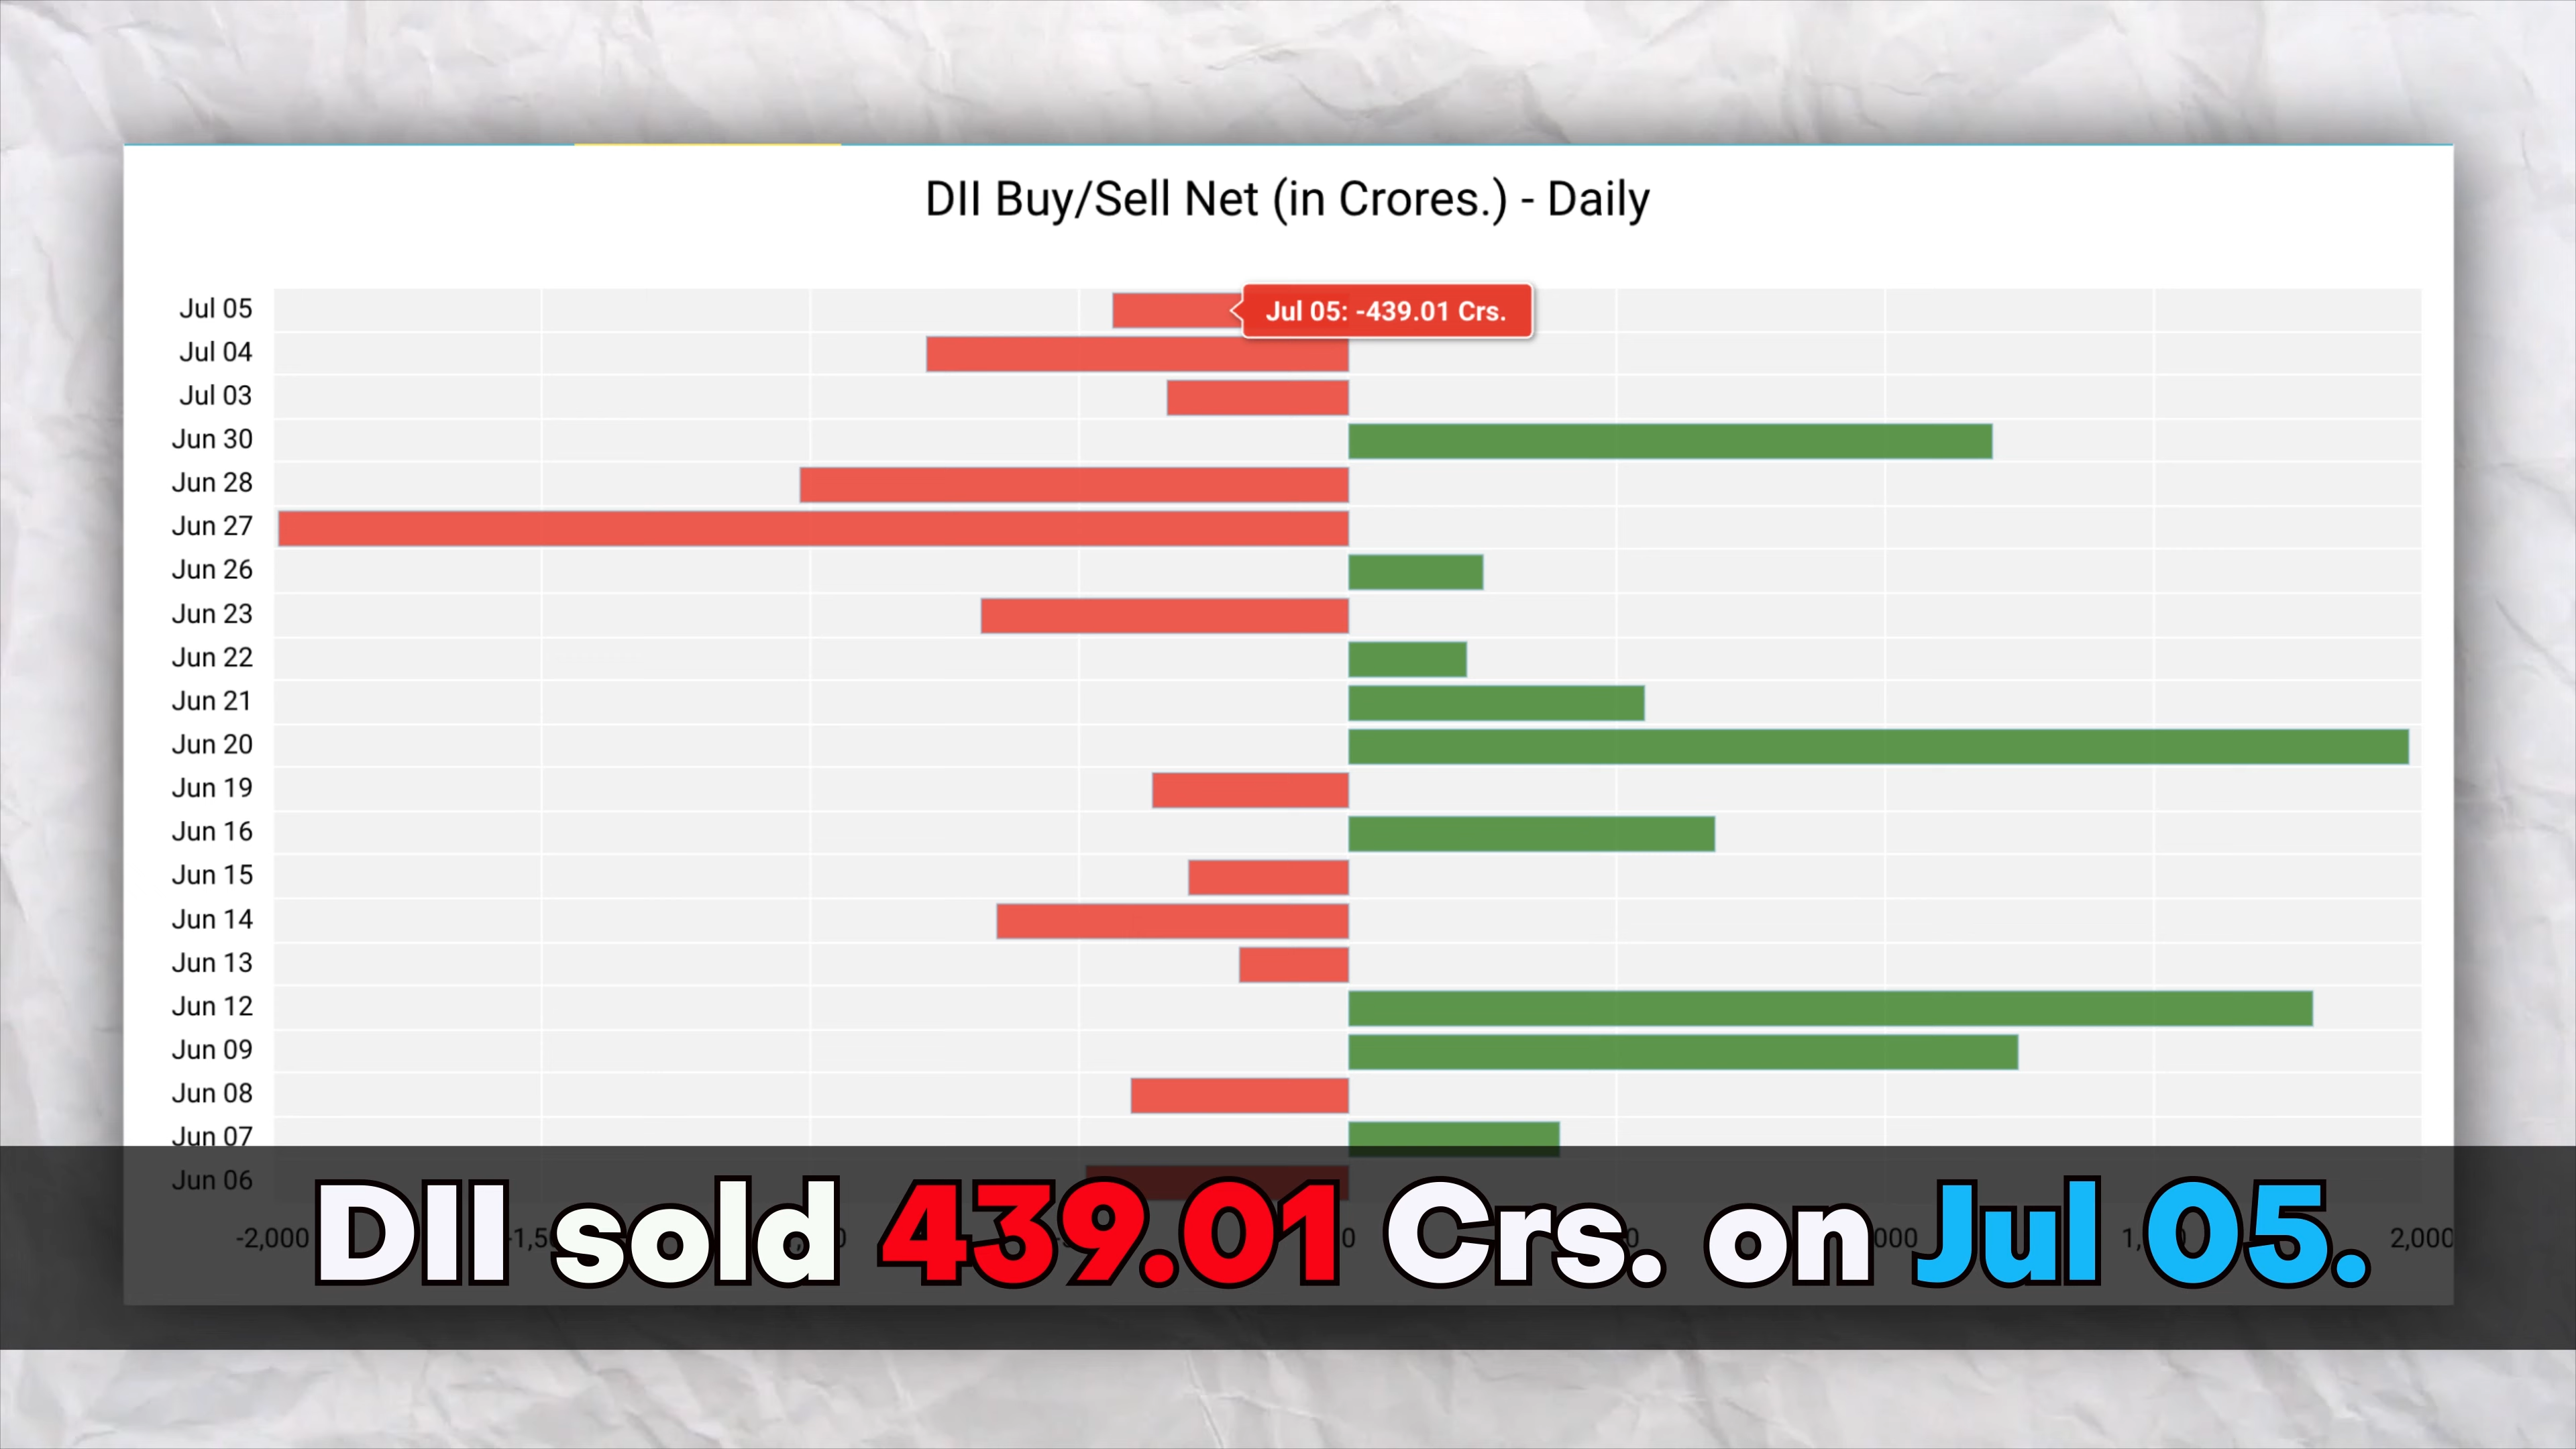 DII Buy/Sell Net (in Crores.) - Daily
Jul 05
Jul 05: -439.01 Crs.
Jul 04
Jul 03
Jun 30
Jun 28
Jun 27
Jun 26
Jun 23
Jun 22
Jun 21
Jun 20
Jun 19
Jun 16
Jun 15
Jun 14
Jun 13
Jun 12
Jun 09
Jun 08
Jun 07
Jun 06
DII sold 439.01 Crs. on Jul 05.
-2,000 0 2,000